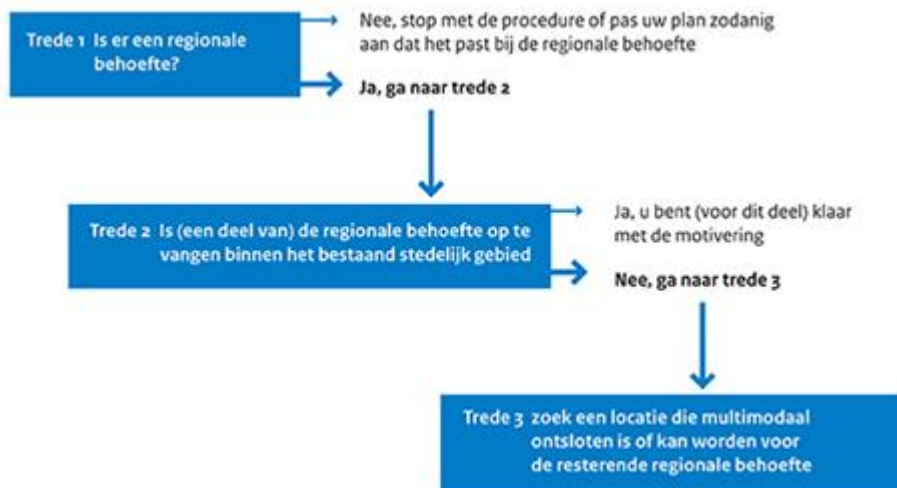 Trede 1 Is er een regionale
behoefte?
Nee, stop met de procedure of pas uw plan zodanig
aan dat het past bij de regionale behoefte
Ja, ga naar trede 2
Trede 2 Is (een deel van) de regionale behoefte op te
vangen binnen het bestaand stedelijk gebied
Ja, u bent (voor dit deel) klaar
met de motivering
Nee, ga naar trede 3
Trede 3 zoek een locatie die multimodaal
ontsloten is of kan worden voor
de resterende regionale behoefte